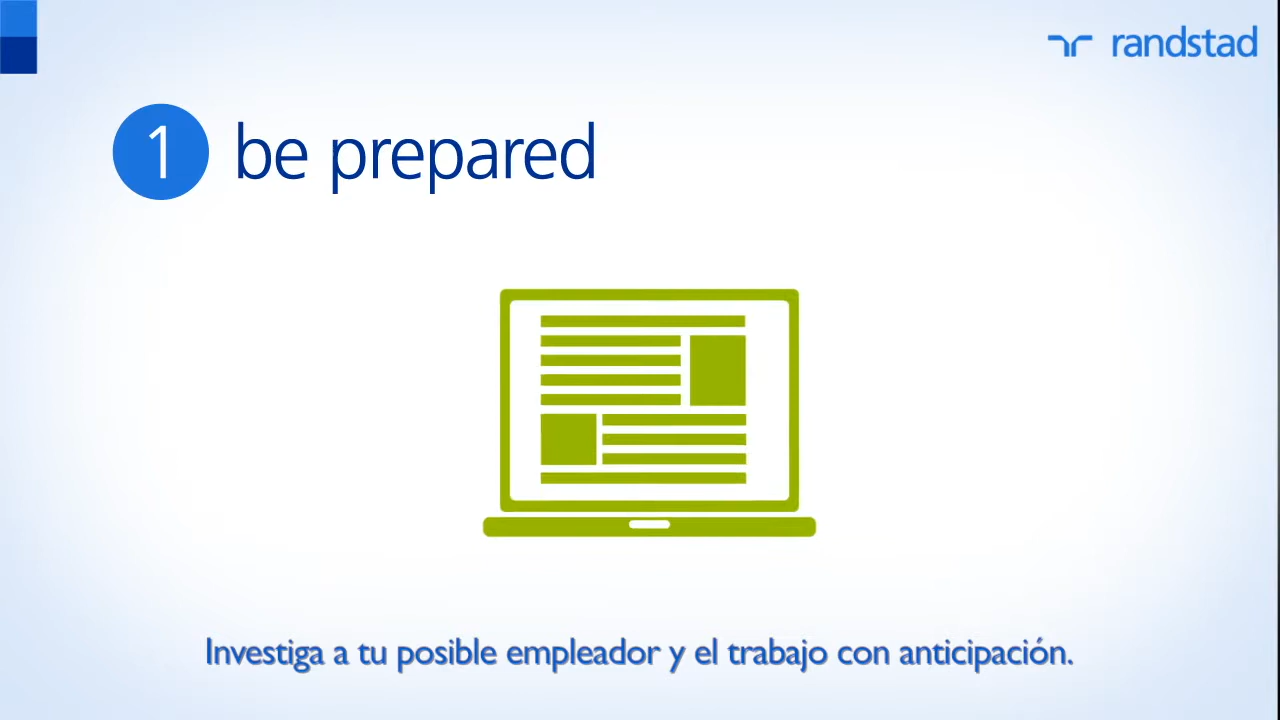 randstad
1 be prepared
Investiga a tu posible empleador y el trabajo con anticipación.